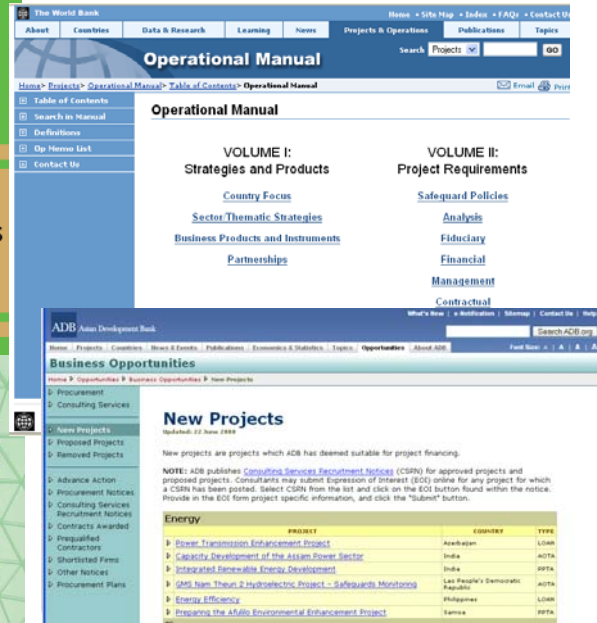 The World Bank
Home • Site Map • Index • FAQs • Contact Us
About Countries Data & Research Learning News Projects & Operations Publications Topics
Operational Manual
Search Projects GO
Home> Projects> Operational Manual> Table of Contents> Operational Manual
Email Print
Table of Contents
Search in Manual
Definitions
Op Memo List
Contact Us
Operational Manual
VOLUME I:
Strategies and Products
Country Focus
Sector/Thematic Strategies
Business Products and Instruments
Partnerships
VOLUME II:
Project Requirements
Safeguard Policies
Analysis
Fiduciary
Financial
Management
Contractual
s
What's New | e-Notification | Sitemap | Contact Us | Help
ADB Asian Development Bank
Search ADB.org
Home Projects Countries News & Events Publications Economics & Statistics Topics Opportunities About ADB
Font Size: A | A | A | A
Business Opportunities
Home Opportunities Business Opportunities New Projects
Procurement
Consulting Services
New Projects
Proposed Projects
Removed Projects
Advance Action
Procurement Notices
Consulting Services
Recruitment Notices
Contracts Awarded
Prequalified
Contractors
Shortlisted Firms
Other Notices
Procurement Plans
New Projects
Updated: 22 June 2008
New projects are projects which ADB has deemed suitable for project financing.
NOTE: ADB publishes Consulting Services Recruitment Notices (CSRN) for approved projects and
proposed projects. Consultants may submit Expression of Interest (EOI) online for any project for which
a CSRN has been posted. Select CSRN from the list and click on the EOI button found within the notice.
Provide in the EOI form project specific information, and click the "Submit" button.
Energy
PROJECT COUNTRY TYPE
Power Transmission Enhancement Project Azerbaijan LOAN
Capacity Development of the Assam Power Sector India AOTA
Integrated Renewable Energy Development India PPTA
GMS Nam Theun 2 Hydroelectric Project - Safeguards Monitoring Lao People's Democratic Republic AOTA
Energy Efficiency Philippines LOAN
Preparing the Afulilo Environmental Enhancement Project Samoa PPTA